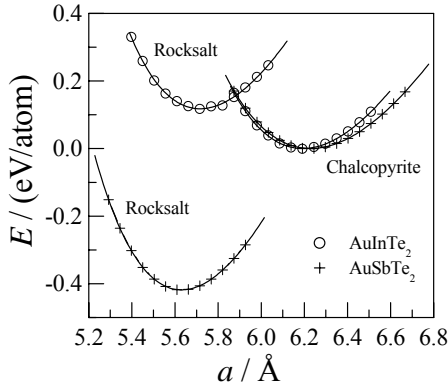 E / (eV/atom)
0.4
0.2
0.0
-0.2
-0.4
Rocksalt
Chalcopyrite
Rocksalt
AuInTe₂
AuSbTe₂
5.2 5.4 5.6 5.8 6.0 6.2 6.4 6.6 6.8
a / Å